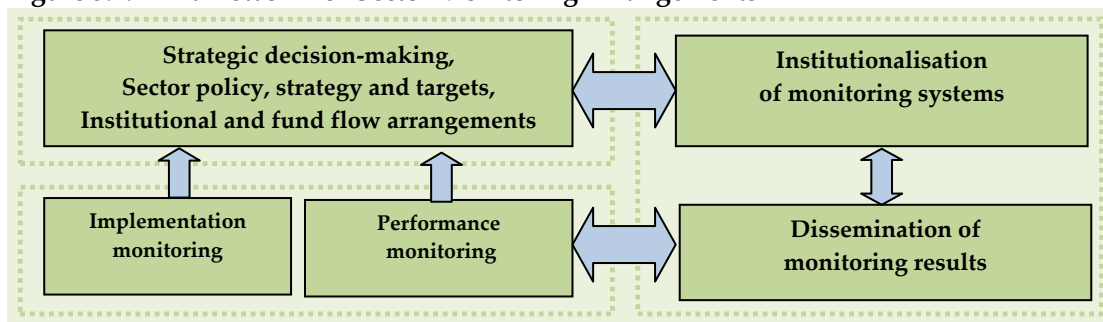 Strategic decision-making,
Sector policy, strategy and targets,
Institutional and fund flow arrangements
Institutionalisation
of monitoring systems
Implementation
monitoring
Performance
monitoring
Dissemination of
monitoring results